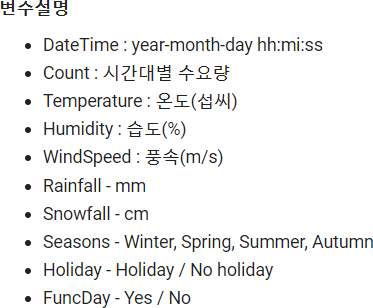 변수설명
DateTime : year-month-day hh:mi:ss
Count : 시간대별 수요량
Temperature : 온도(섭씨)
Humidity : 습도(%)
WindSpeed : 풍속(m/s)
Rainfall - mm
Snowfall - cm
Seasons - Winter, Spring, Summer, Autumn
Holiday - Holiday / No holiday
FuncDay - Yes / No